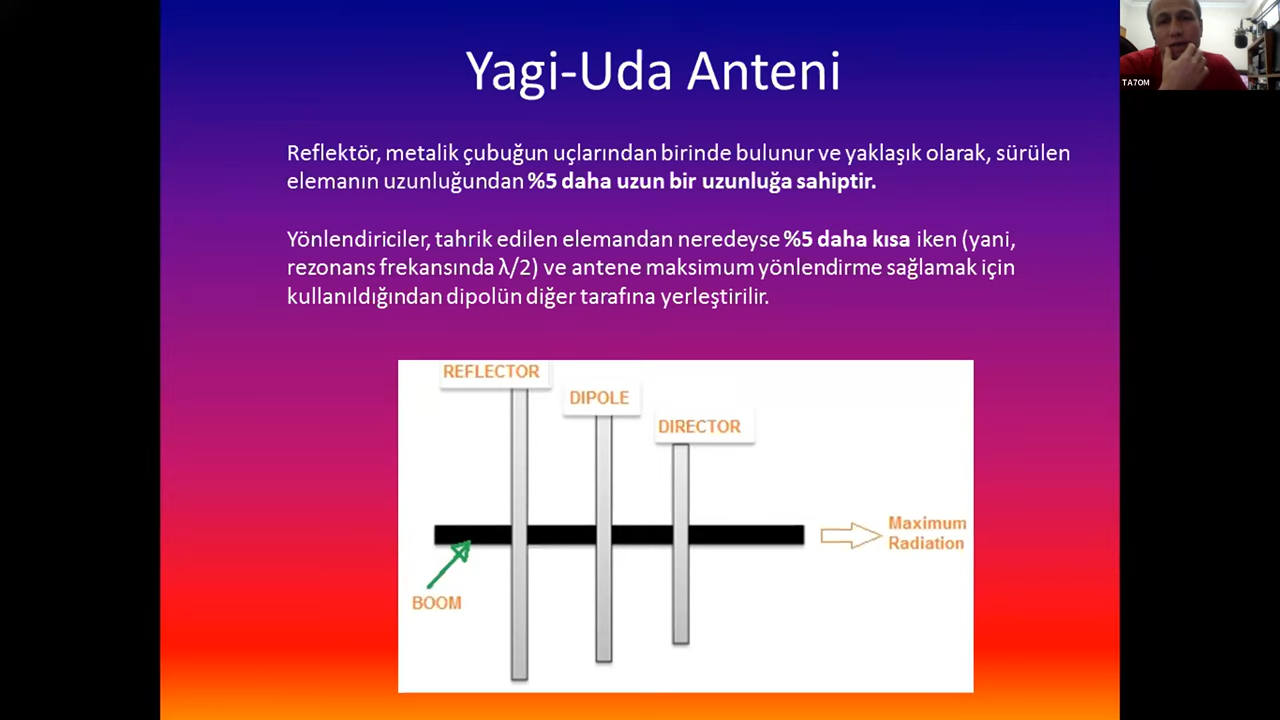 Yagi-Uda Anteni
TA7OM
Reflektör, metalik çubuğun uçlarından birinde bulunur ve yaklaşık olarak, sürülen
elemanın uzunluğundan %5 daha uzun bir uzunluğa sahiptir.
Yönlendiriciler, tahrik edilen elemandan neredeyse %5 daha kısa iken (yani,
rezonans frekansında λ/2) ve antene maksimum yönlendirme sağlamak için
kullanıldığından dipolün diğer tarafına yerleştirilir.
REFLECTOR
DIPOLE
DIRECTOR
Maximum
Radiation
BOOM